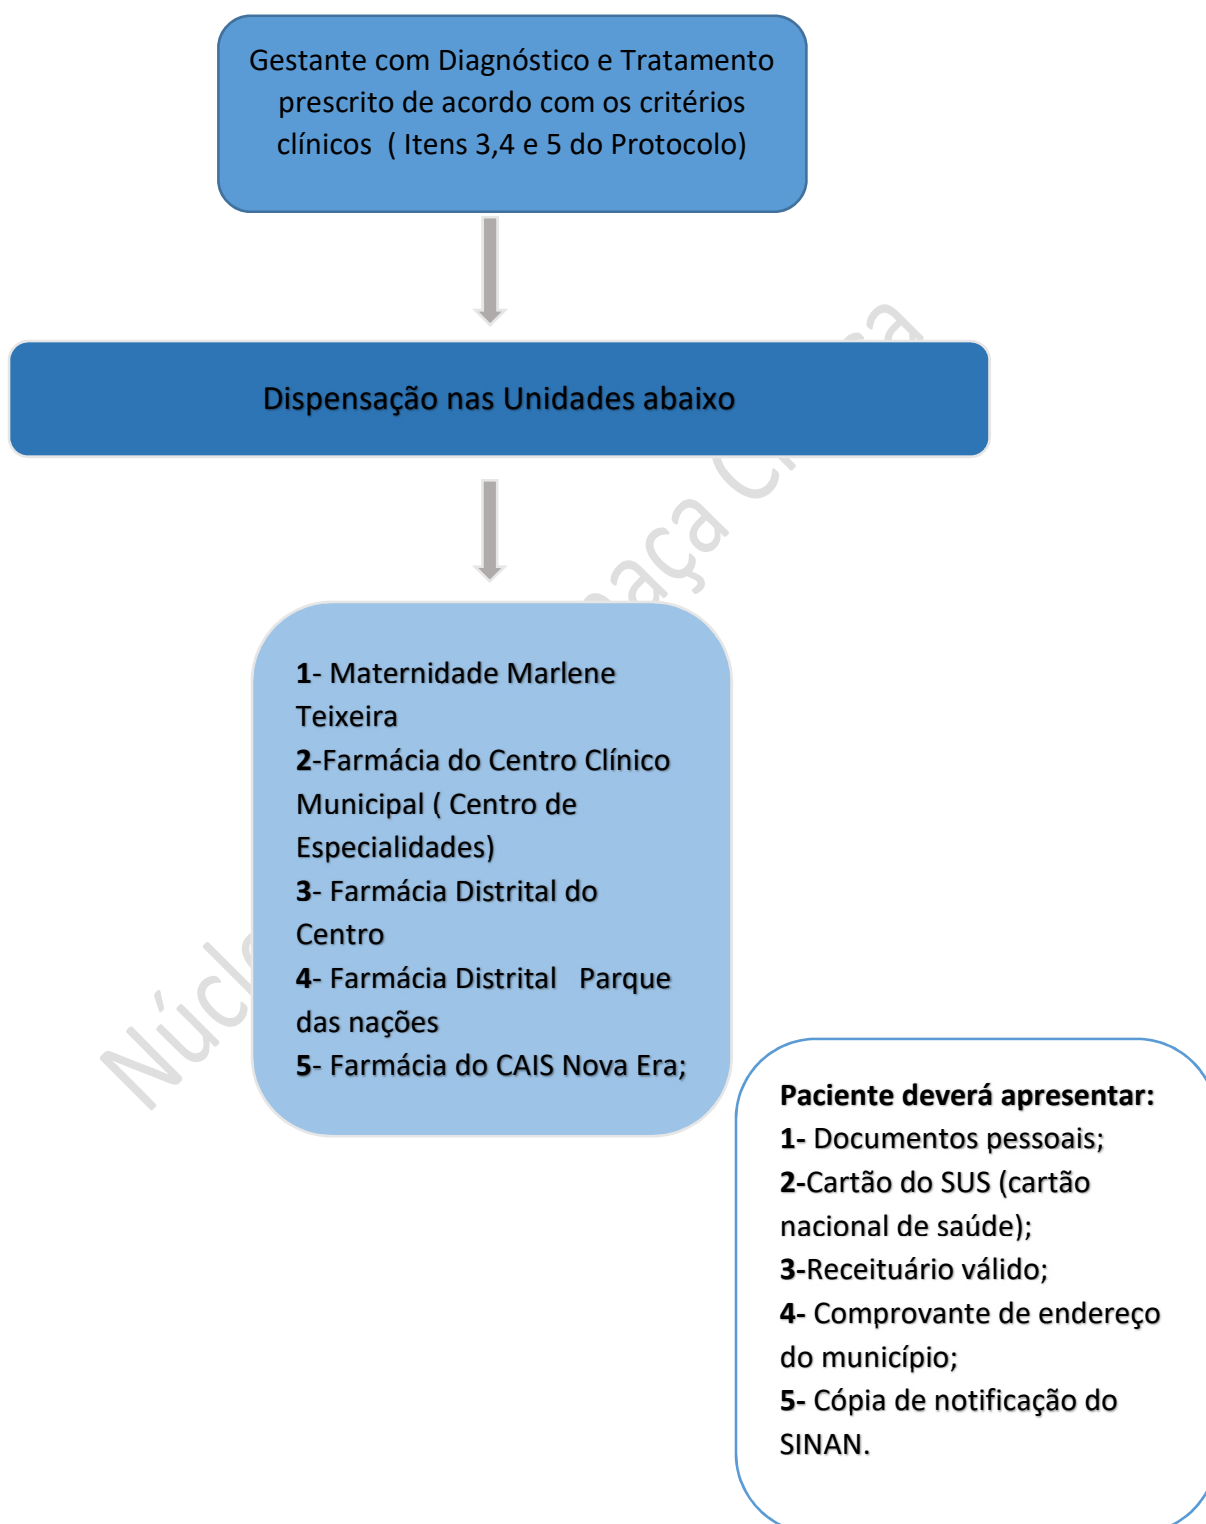 Gestante com Diagnóstico e Tratamento
prescrito de acordo com os critérios
clínicos ( Itens 3,4 e 5 do Protocolo)
Dispensação nas Unidades abaixo
1- Maternidade Marlene
Teixeira
2-Farmácia do Centro Clínico
Municipal ( Centro de
Especialidades)
3- Farmácia Distrital do
Centro
4- Farmácia Distrital Parque
das nações
5- Farmácia do CAIS Nova Era;
Paciente deverá apresentar:
1- Documentos pessoais;
2-Cartão do SUS (cartão
nacional de saúde);
3-Receituário válido;
4- Comprovante de endereço
do município;
5- Cópia de notificação do
SINAN.